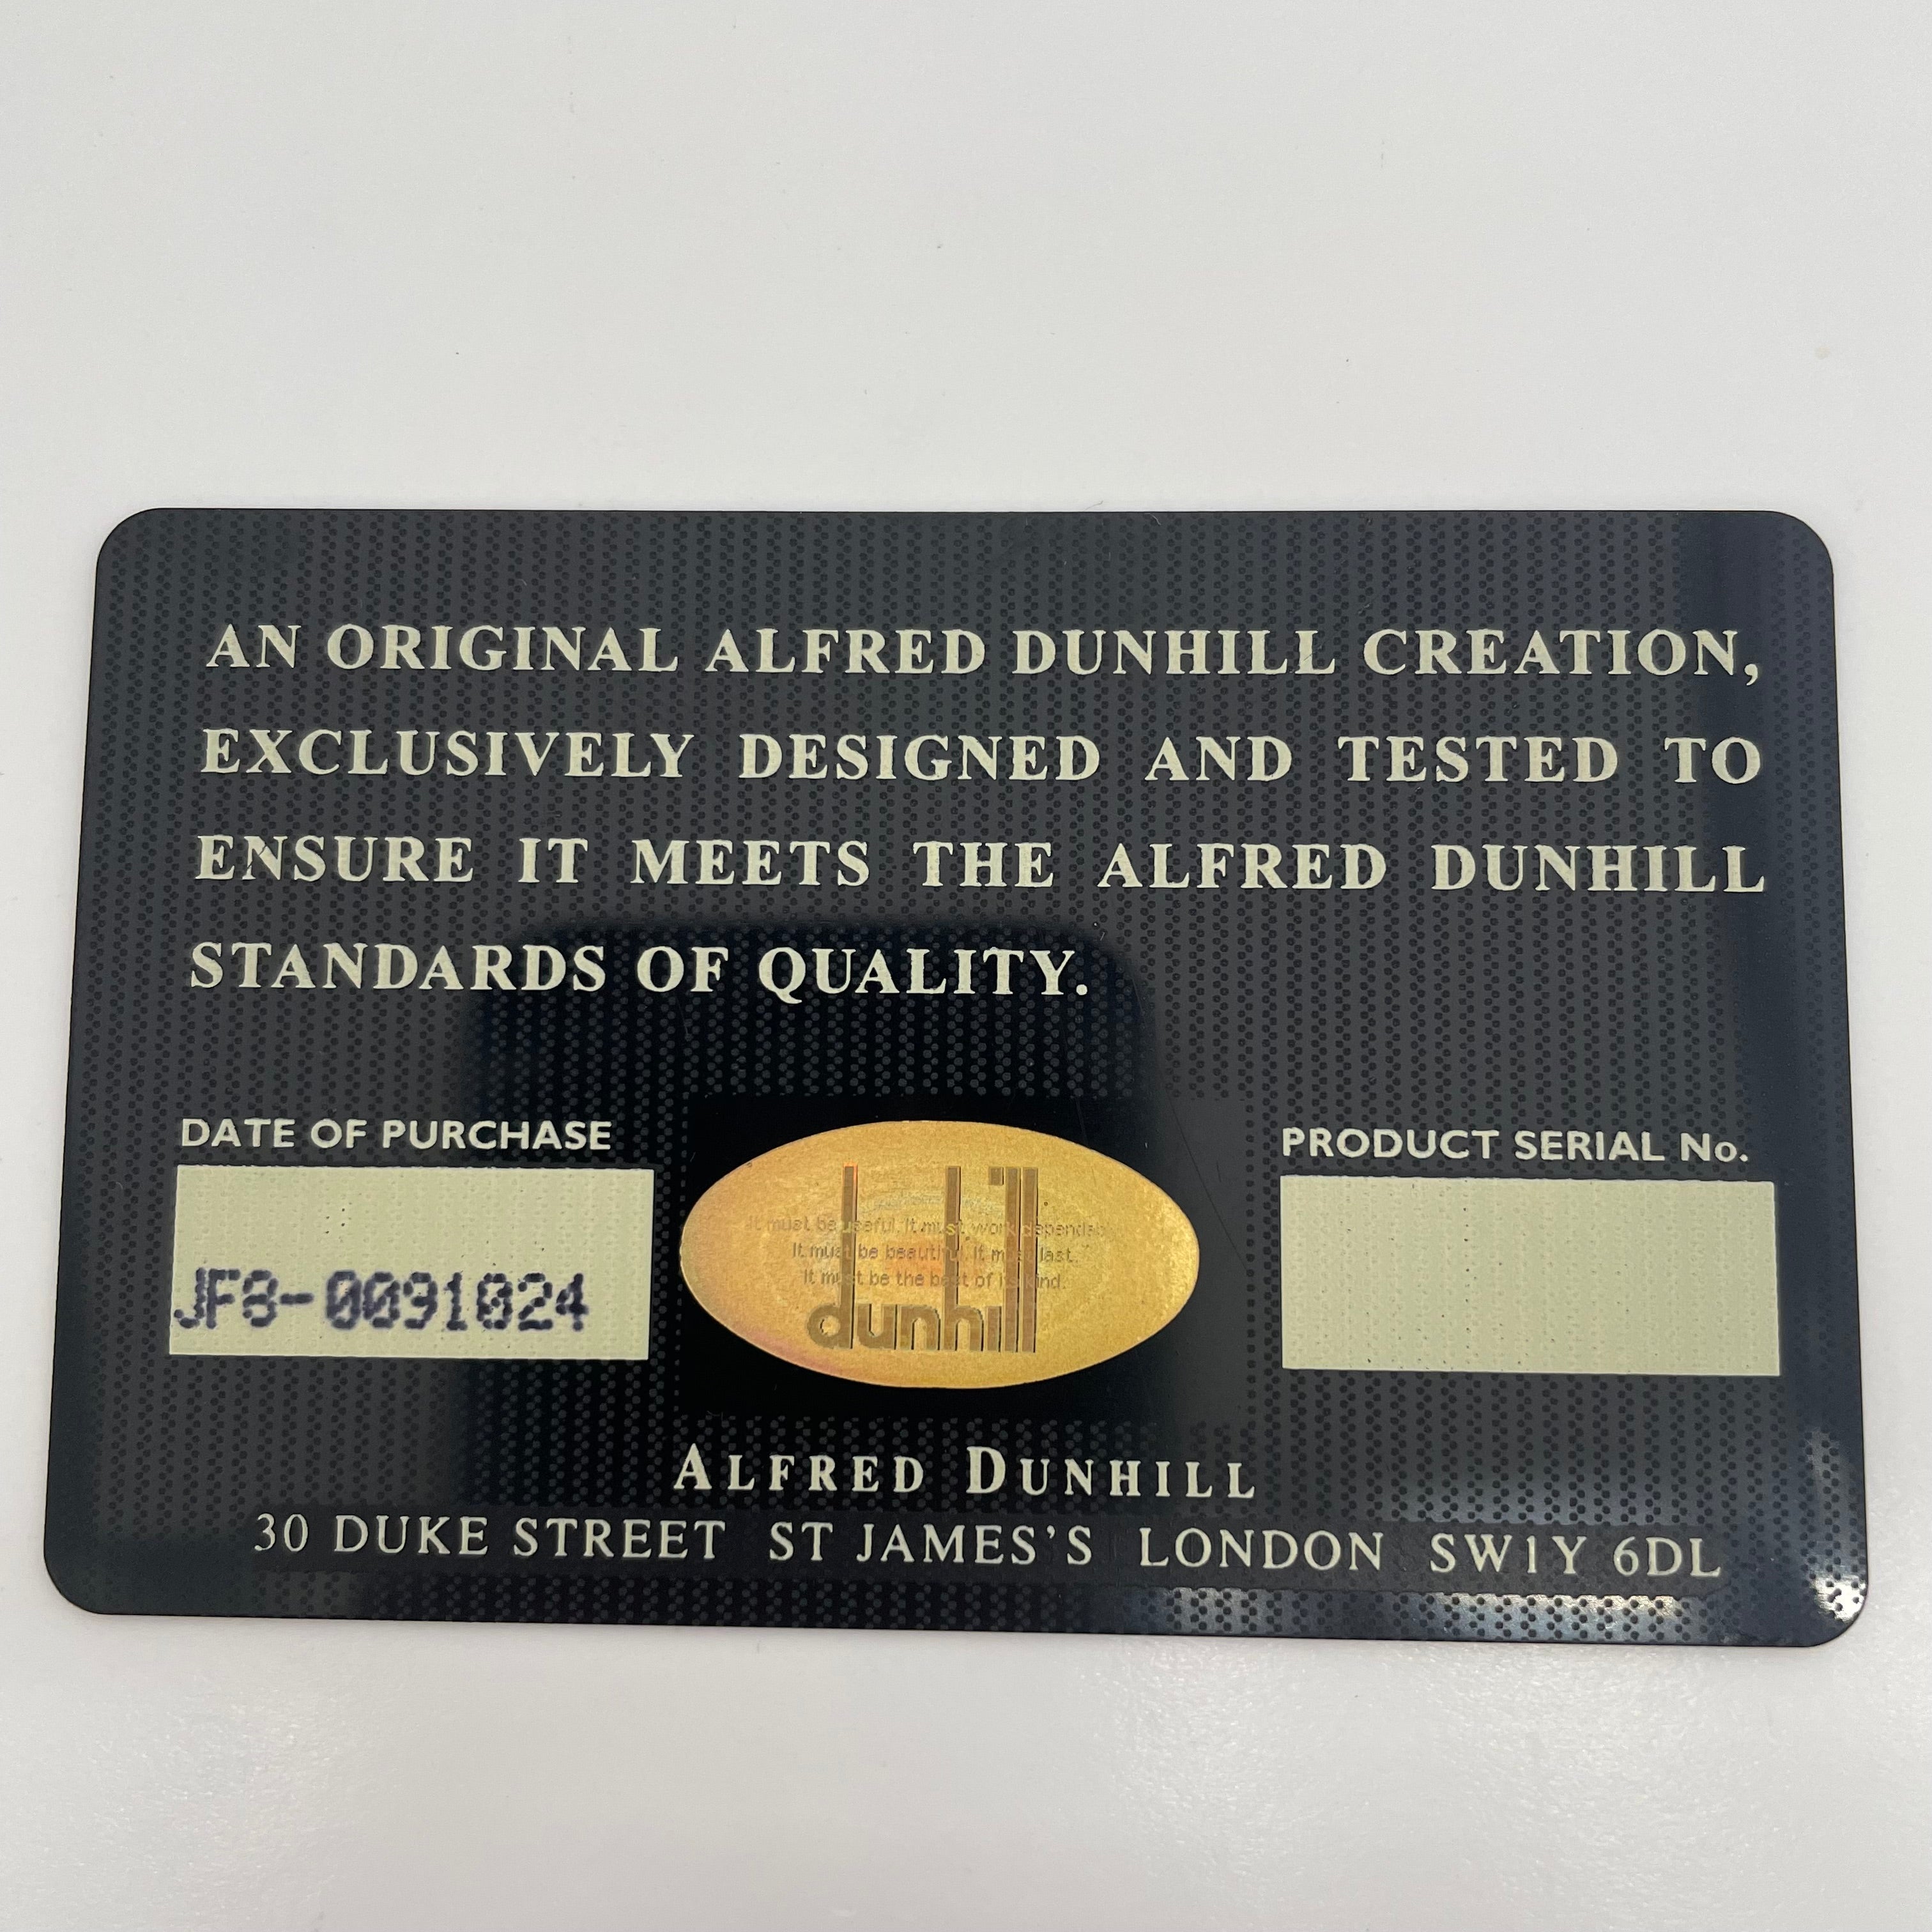 AN ORIGINAL ALFRED DUNHILL CREATION,
EXCLUSIVELY DESIGNED AND TESTED TO
ENSURE IT MEETS THE ALFRED DUNHILL
STANDARDS OF QUALITY.
DATE OF PURCHASE
JF8-0091024
dunhill
It must be useful. It must work dependably.
It must be beautiful. It must last.
It must be the best of its kind.
dunhill
PRODUCT SERIAL No.
ALFRED DUNHILL
30 DUKE STREET ST JAMES'S LONDON SW1Y 6DL